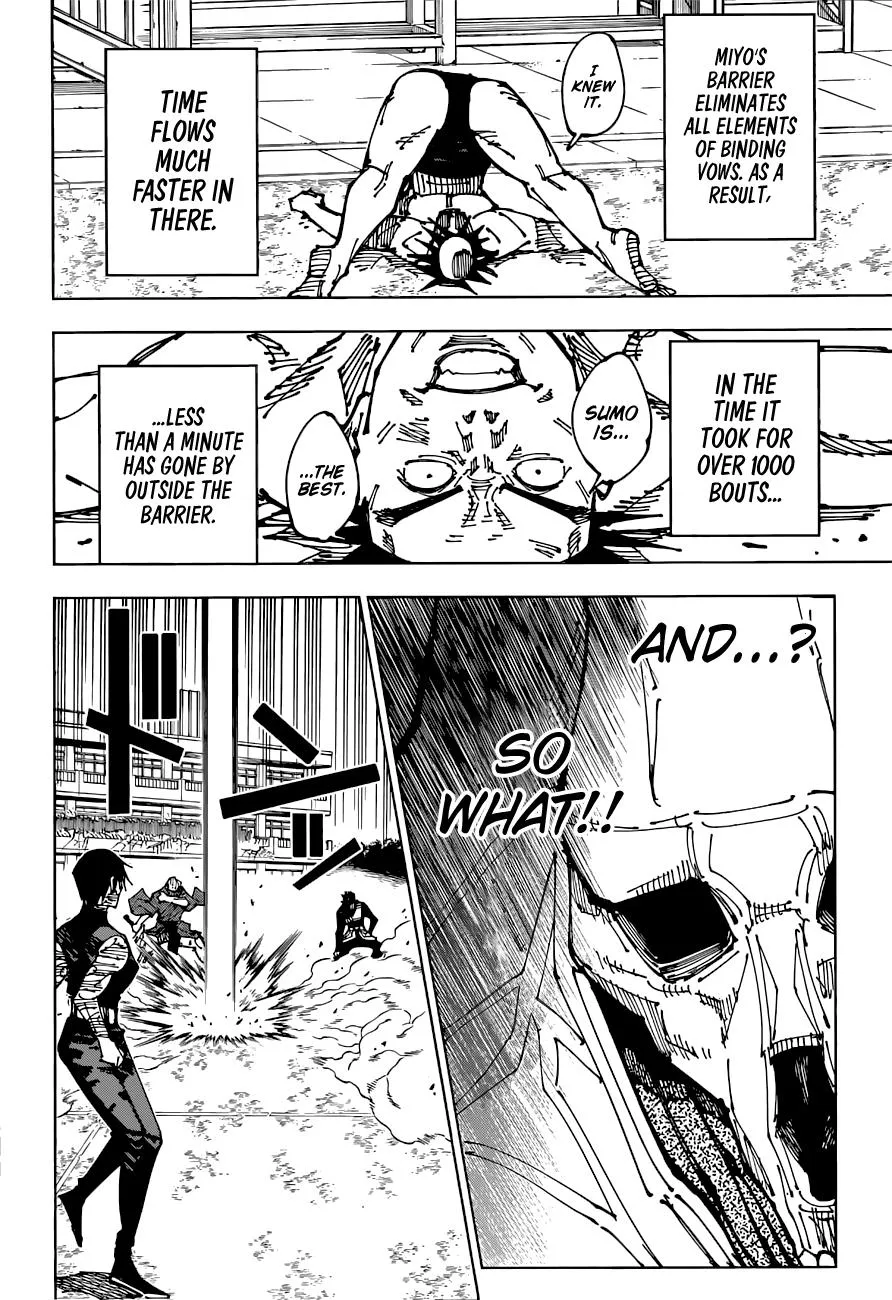 MIYO'S
BARRIER
ELIMINATES
ALL ELEMENTS
OF BINDING
VOWS. AS A
RESULT,
I
KNEW
IT.
TIME
FLOWS
MUCH
FASTER IN
THERE.
IN THE
TIME IT
TOOK FOR
OVER 1000
BOUTS...
SUMO
IS...
...THE
BEST.
...LESS
THAN A MINUTE
HAS GONE BY
OUTSIDE THE
BARRIER.
AND...?
SO
WHAT!!